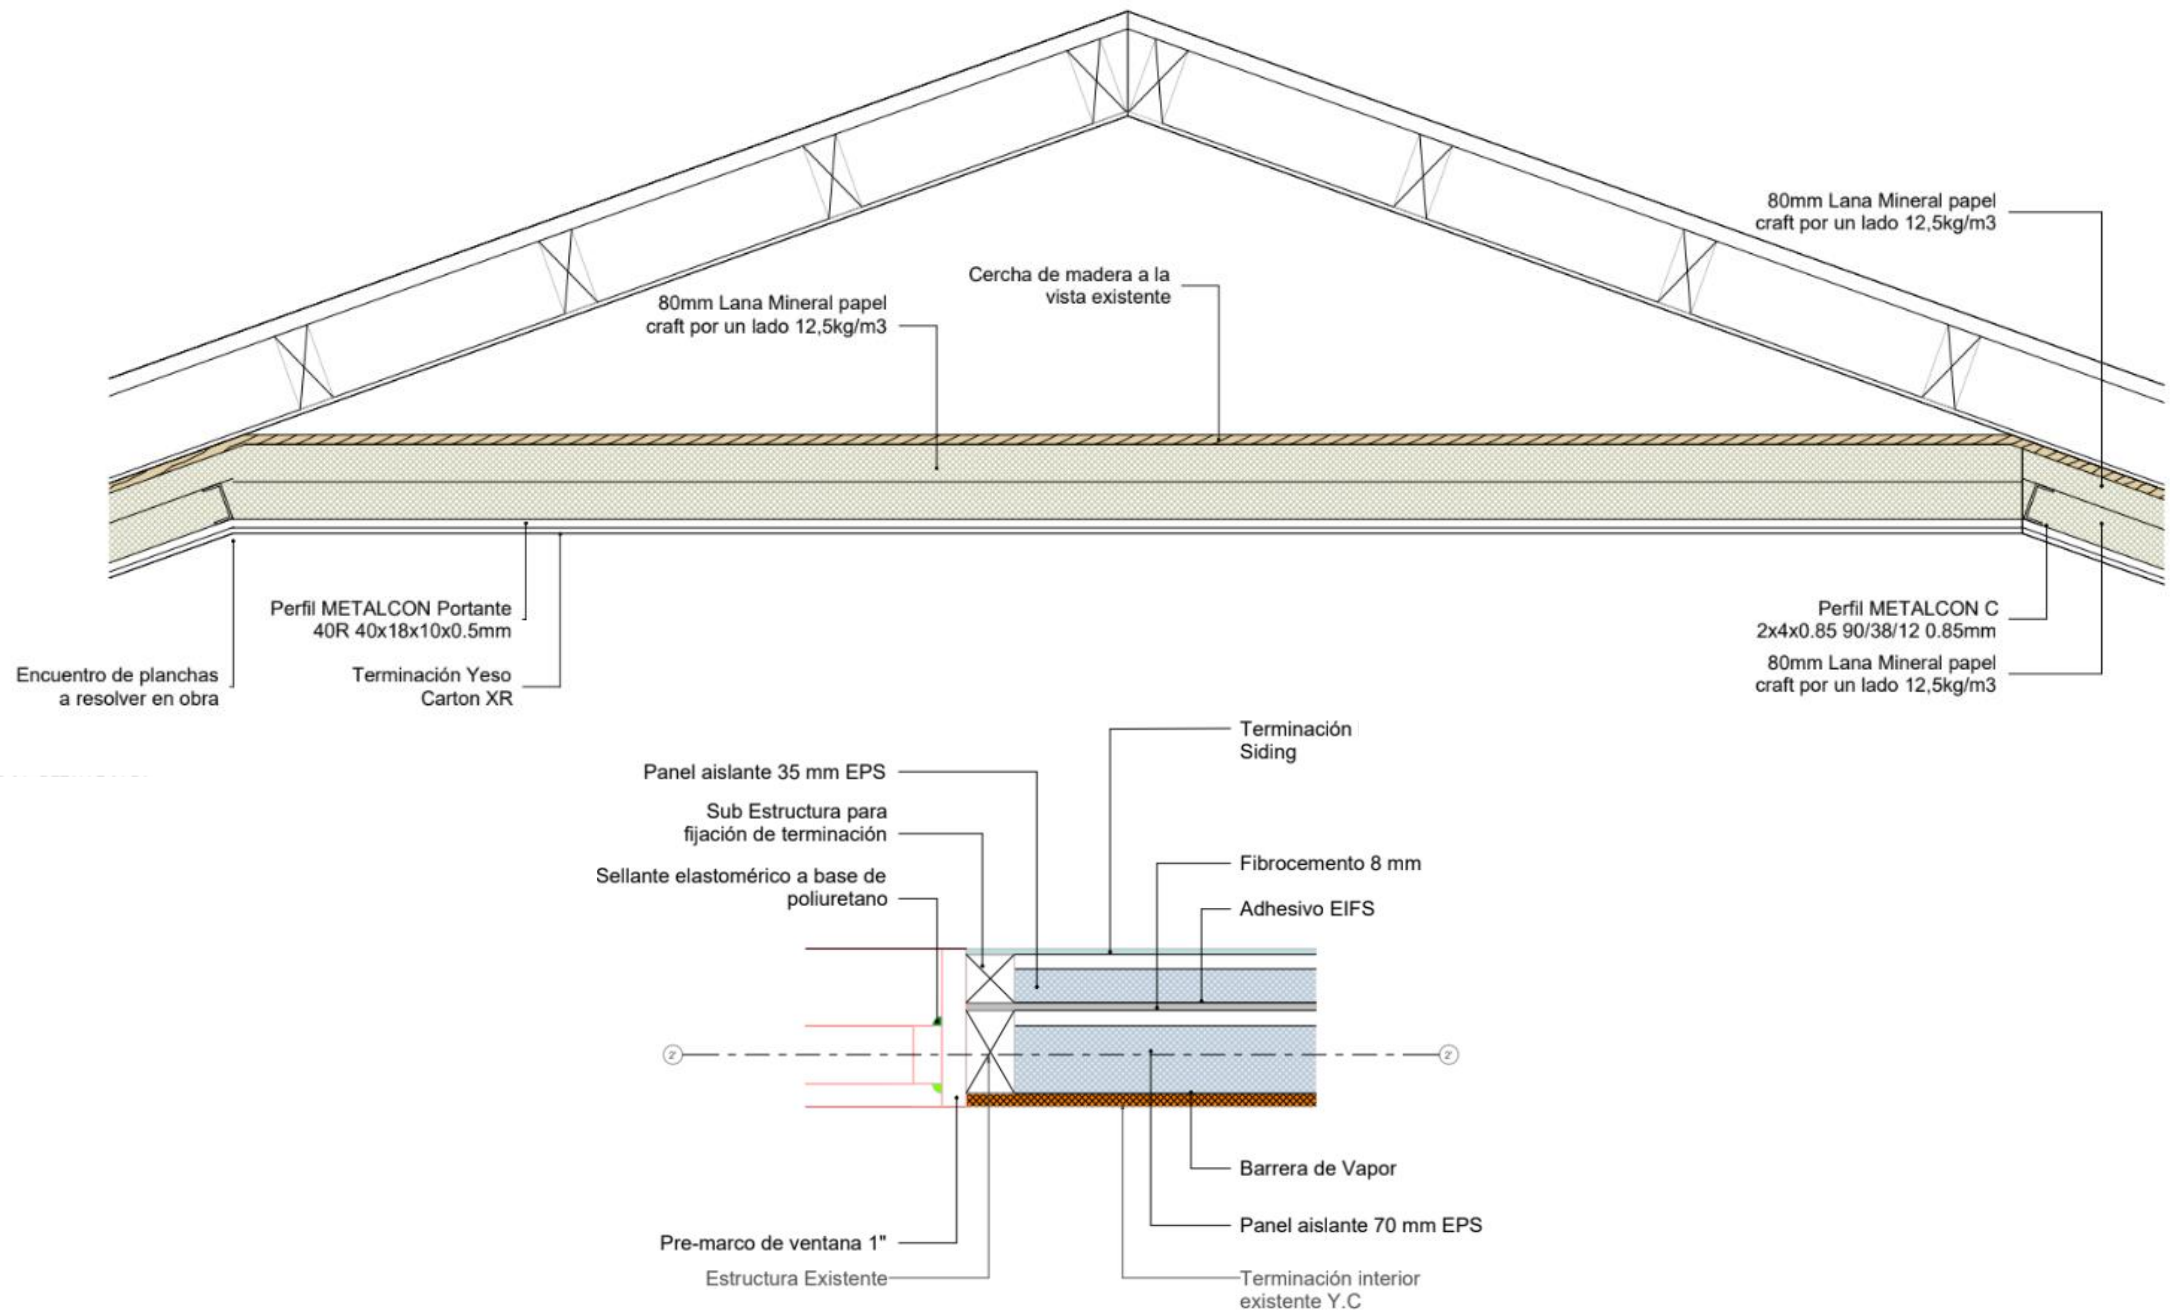 80mm Lana Mineral papel
craft por un lado 12,5kg/m3
Cercha de madera a la
vista existente
80mm Lana Mineral papel
craft por un lado 12,5kg/m3
Perfil METALCON Portante
40R 40x18x10x0.5mm
Perfil METALCON C
2x4x0.85 90/38/12 0.85mm
Encuentro de planchas
a resolver en obra
Terminación Yeso
Carton XR
80mm Lana Mineral papel
craft por un lado 12,5kg/m3
Terminación
Siding
Panel aislante 35 mm EPS
Sub Estructura para
fijación de terminación
Sellante elastomérico a base de
poliuretano
Fibrocemento 8 mm
Adhesivo EIFS
2'
2'
Barrera de Vapor
Panel aislante 70 mm EPS
Pre-marco de ventana 1"
Estructura Existente
Terminación interior
existente Y.C